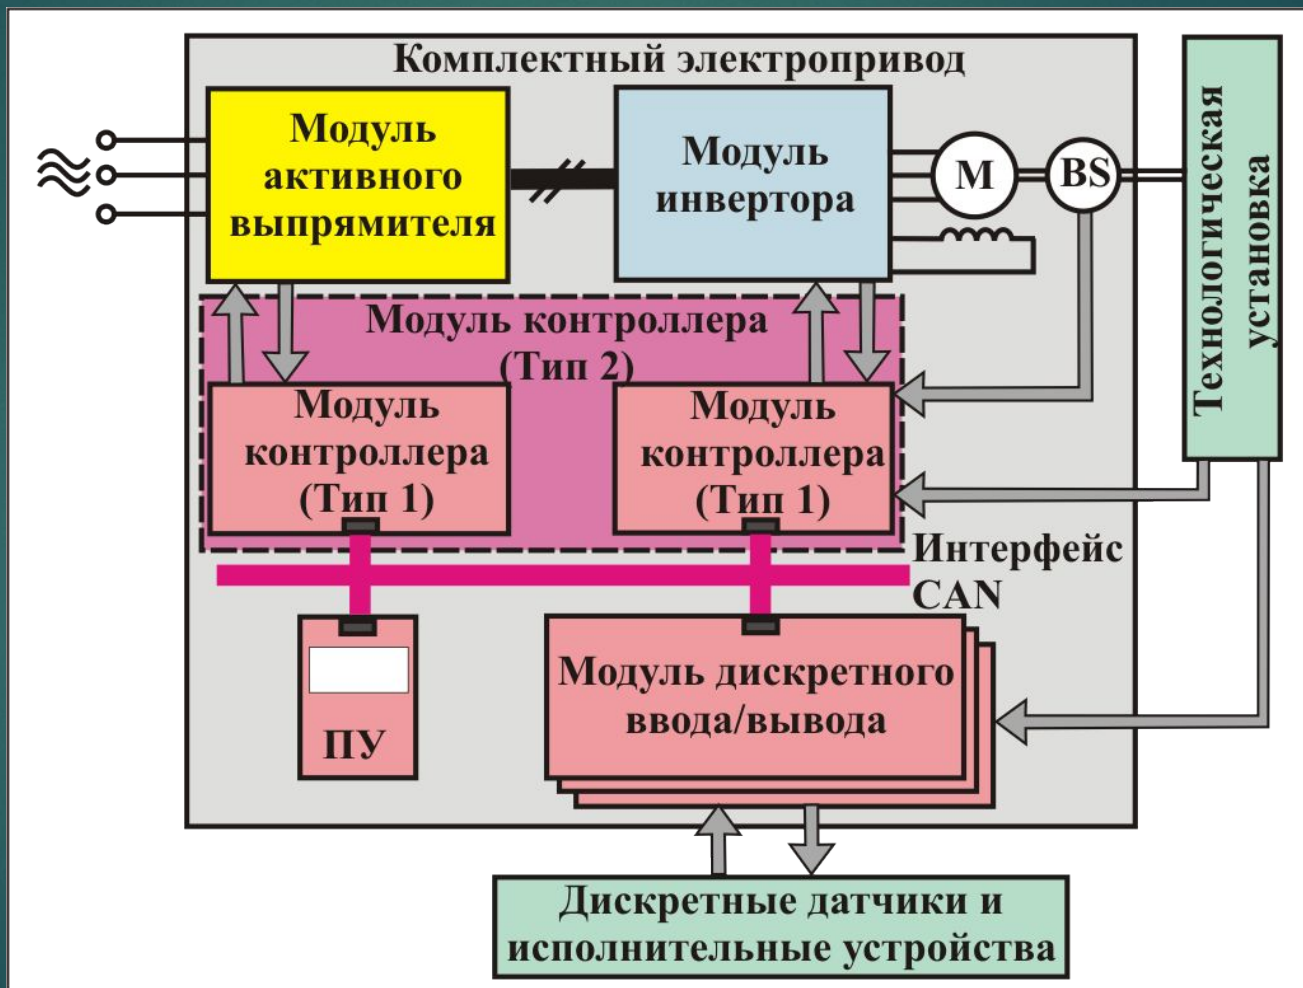 Комплектный электропривод
Модуль
активного
выпрямителя
Модуль
инвертора
М
BS
Технологическая
установка
Модуль контроллера
(Тип 2)
Модуль
контроллера
(Тип 1)
Модуль
контроллера
(Тип 1)
Интерфейс
CAN
ПУ
Модуль дискретного
ввода/вывода
Дискретные датчики и
исполнительные устройства